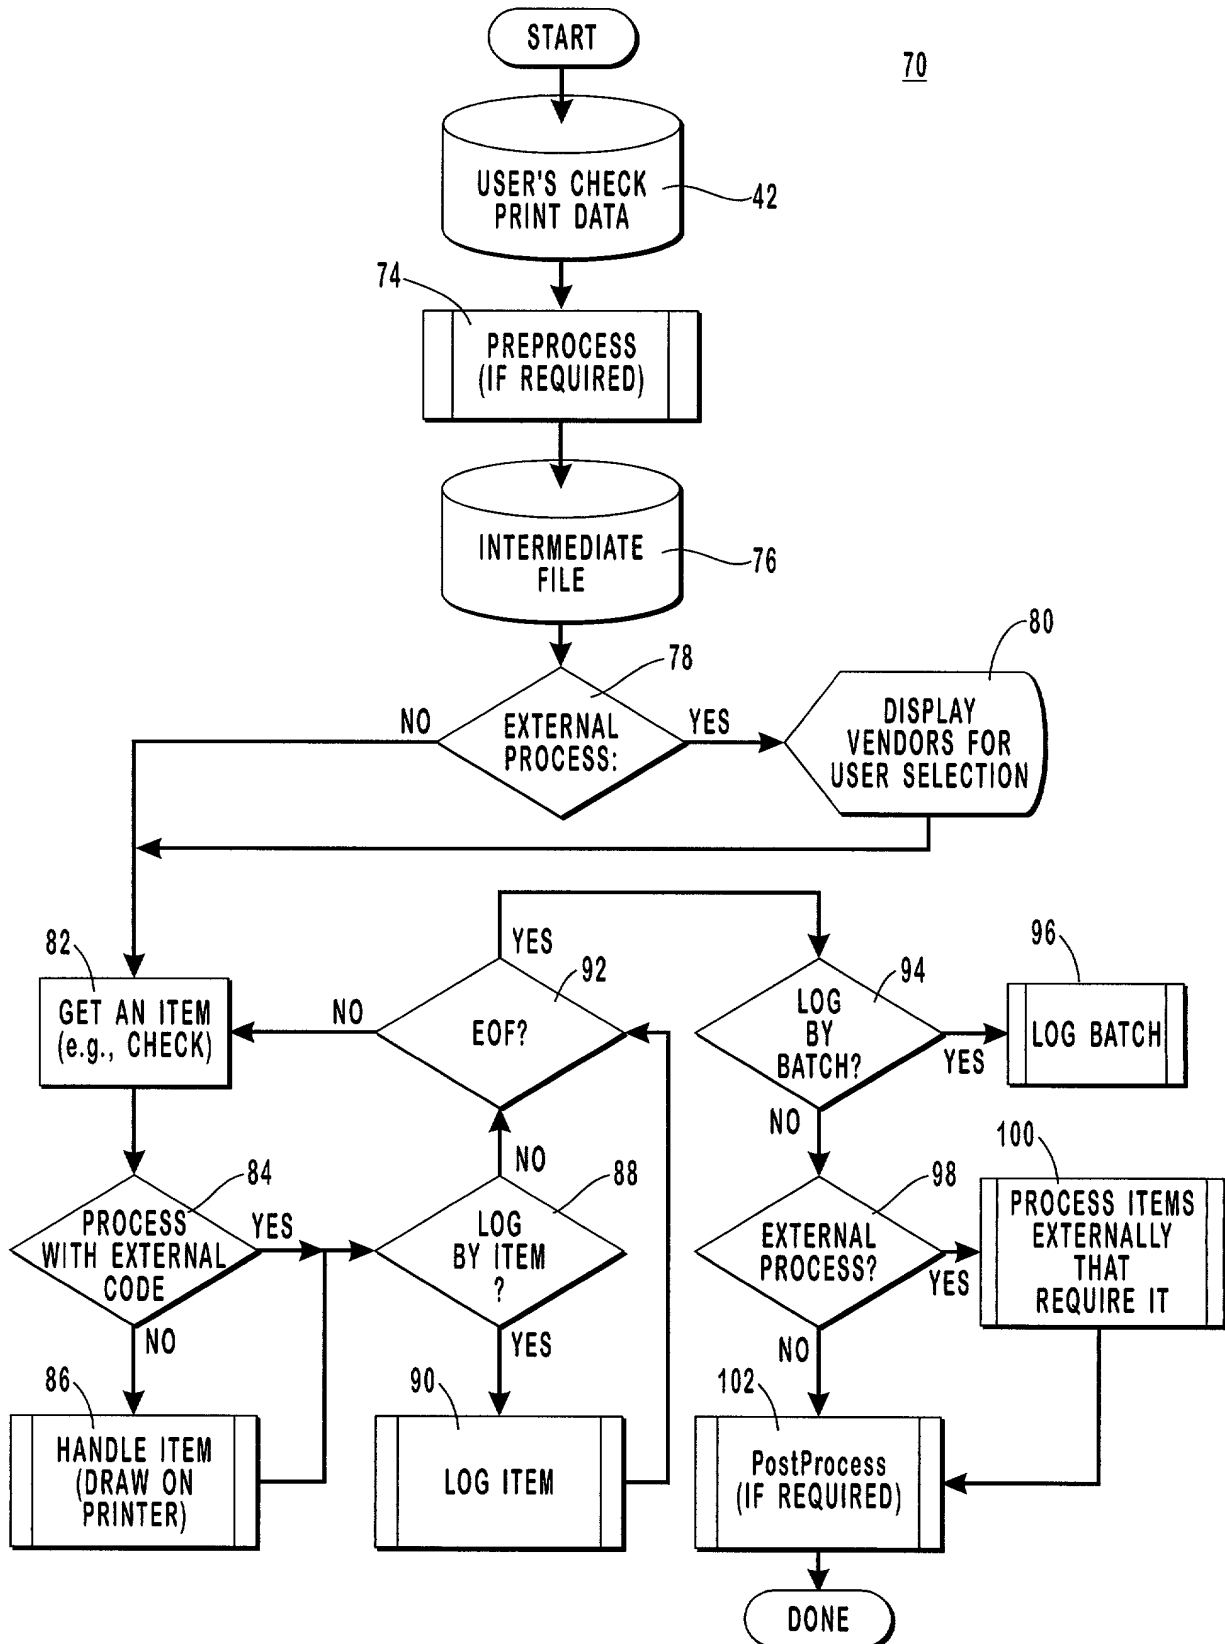 START
70
USER'S CHECK
PRINT DATA
42
74
PREPROCESS
(IF REQUIRED)
INTERMEDIATE
FILE
76
78
80
NO
EXTERNAL
PROCESS:
YES
DISPLAY
VENDORS FOR
USER SELECTION
82
GET AN ITEM
(e.g., CHECK)
NO
YES
92
EOF?
94
LOG
BY
BATCH?
YES
96
LOG BATCH
NO
84
PROCESS
WITH EXTERNAL
CODE
YES
NO
NO
88
LOG
BY ITEM
?
YES
98
EXTERNAL
PROCESS?
YES
NO
100
PROCESS ITEMS
EXTERNALLY
THAT
REQUIRE IT
86
HANDLE ITEM
(DRAW ON
PRINTER)
90
LOG ITEM
102
PostProcess
(IF REQUIRED)
DONE